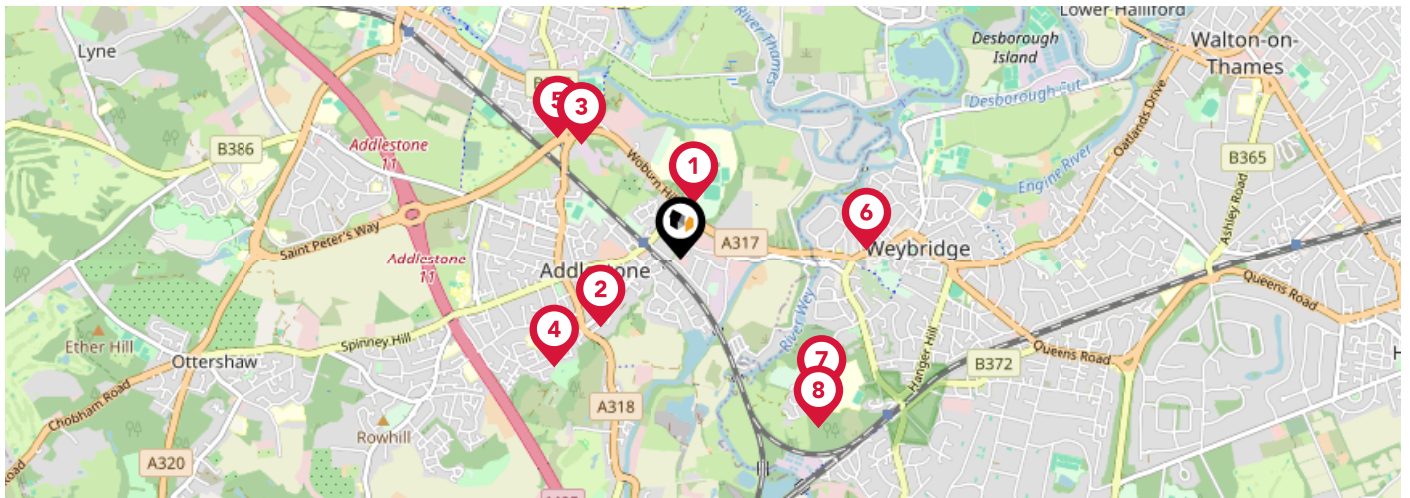 Lower Halliford
Lyne
River Thames
Desborough
Island
Walton-on-
Thames
5
3
Desborough Cut
Oatlands Drive
B386
Addlestone
11
Woburn Hill
1
B365
Engine River
Ashley Road
6
Saint Peter's Way
A317
Weybridge
Addlestone
11
Addlestone
2
Queens Road
4
River Wey
Ether Hill
Spinney Hill
Ottershaw
7
Hanger Hill
Queens Road
B372
8
Chobham Road
A318
Rowhill
A320
Road